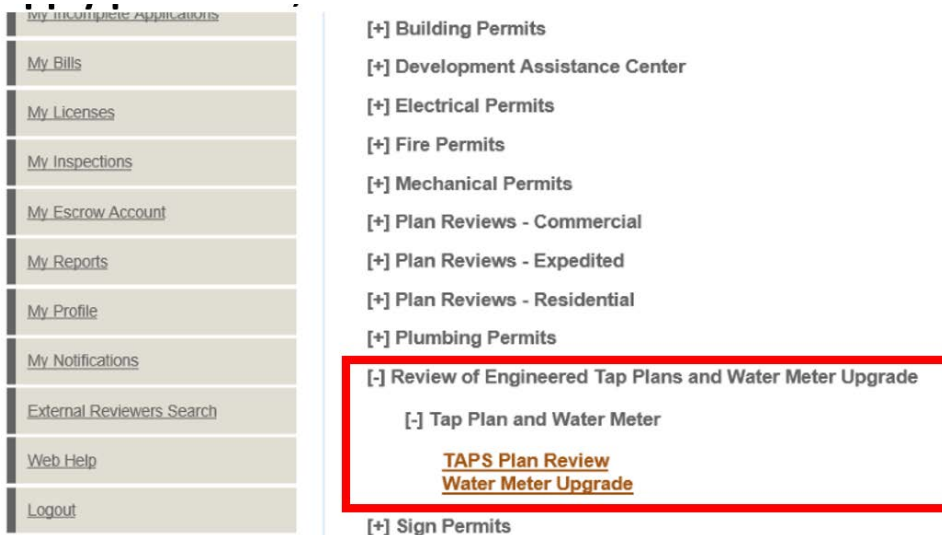 My Incomplete Applications
My Bills
My Licenses
My Inspections
My Escrow Account
My Reports
My Profile
My Notifications
External Reviewers Search
Web Help
Logout
[+] Building Permits
[+] Development Assistance Center
[+] Electrical Permits
[+] Fire Permits
[+] Mechanical Permits
[+] Plan Reviews - Commercial
[+] Plan Reviews - Expedited
[+] Plan Reviews - Residential
[+] Plumbing Permits
[-] Review of Engineered Tap Plans and Water Meter Upgrade
[-] Tap Plan and Water Meter
TAPS Plan Review
Water Meter Upgrade
[+] Sign Permits